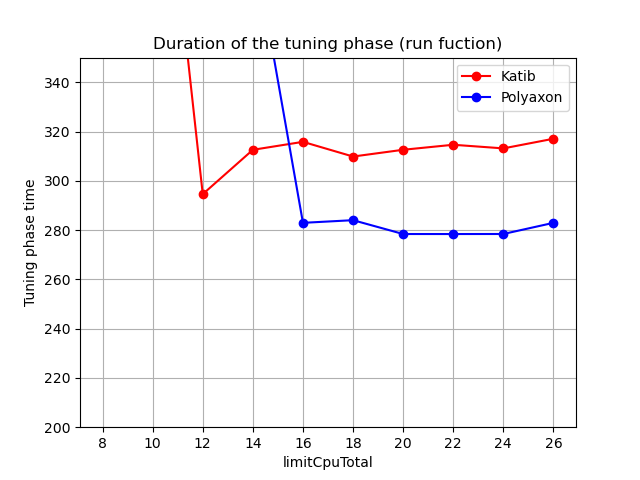 Duration of the tuning phase (run fuction)
Katib
Polyaxon
Tuning phase time
340
320
300
280
260
240
220
200
8 10 12 14 16 18 20 22 24 26
limitCpuTotal